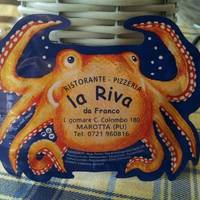 RISTORANTE - PIZZERIA
la Riva
da Franco
L gomare C. Colombo 180
MAROTTA (PU)
Tel. 0721 960816